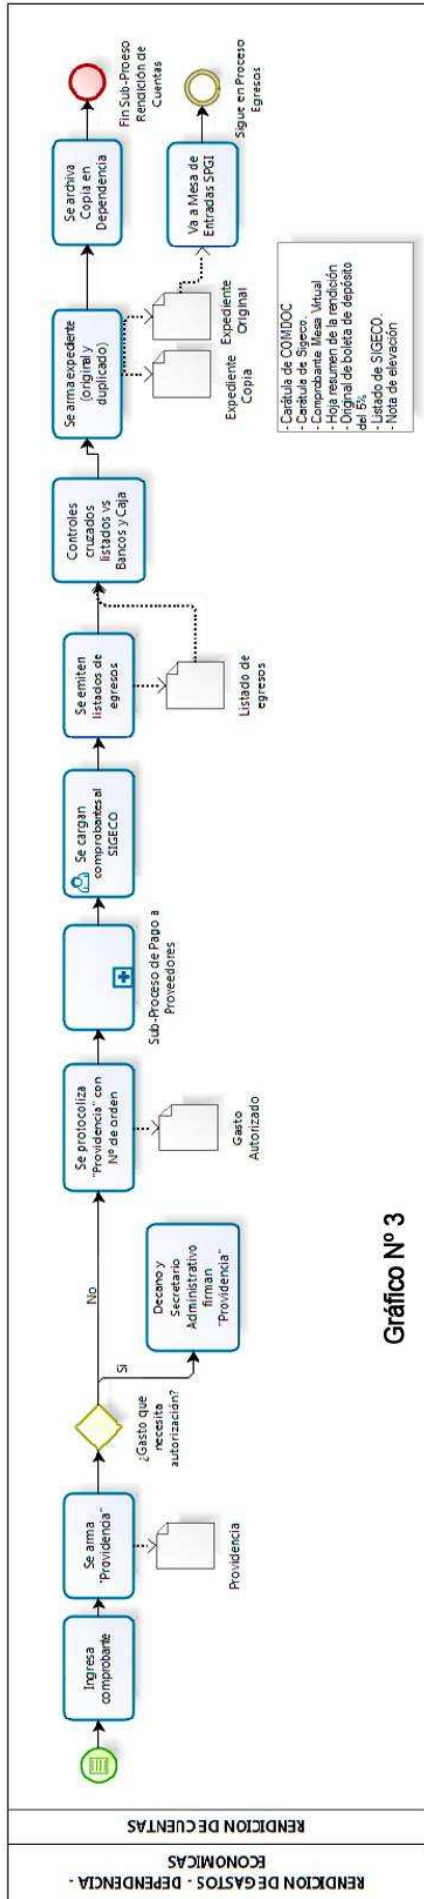 RENDICION DE GASTOS - DEPENDENCIA -
ECONOMICAS
RENDICION DE CUENTAS
Ingresa
comprobante
Se arma
"Providencia"
Providencia
¿Gasto que
necesita
autorización?
No
Si
Decano y
Secretario
Administrativo
firman
"Providencia"
Se protocoliza
"Providencia" con
Nº de orden
Gasto
Autorizado
Sub-Proceso de Pago a
Proveedores
Se cargan
comprobantes al
SIGECO
Se emiten
listados de
egresos
Listado de
egresos
Controles
cruzados
listados vs
Bancos y Caja
Se arma expediente
(original y
duplicado)
Expediente
Copia
Expediente
Original
Se archiva
Copia en
Dependencia
Fin Sub-Proeso
Rendición de
Cuentas
Va a Mesa de
Entradas SPGI
Sigue en Proceso
Egresos
- Carátula de COMDOC
- Carátula de Sigeco.
- Comprobante Mesa Virtual
- Hoja resumen de la rendición
- Original de boleta de depósito
del 5%
- Listado de SIGECO.
- Nota de elevación
Gráfico Nº 3